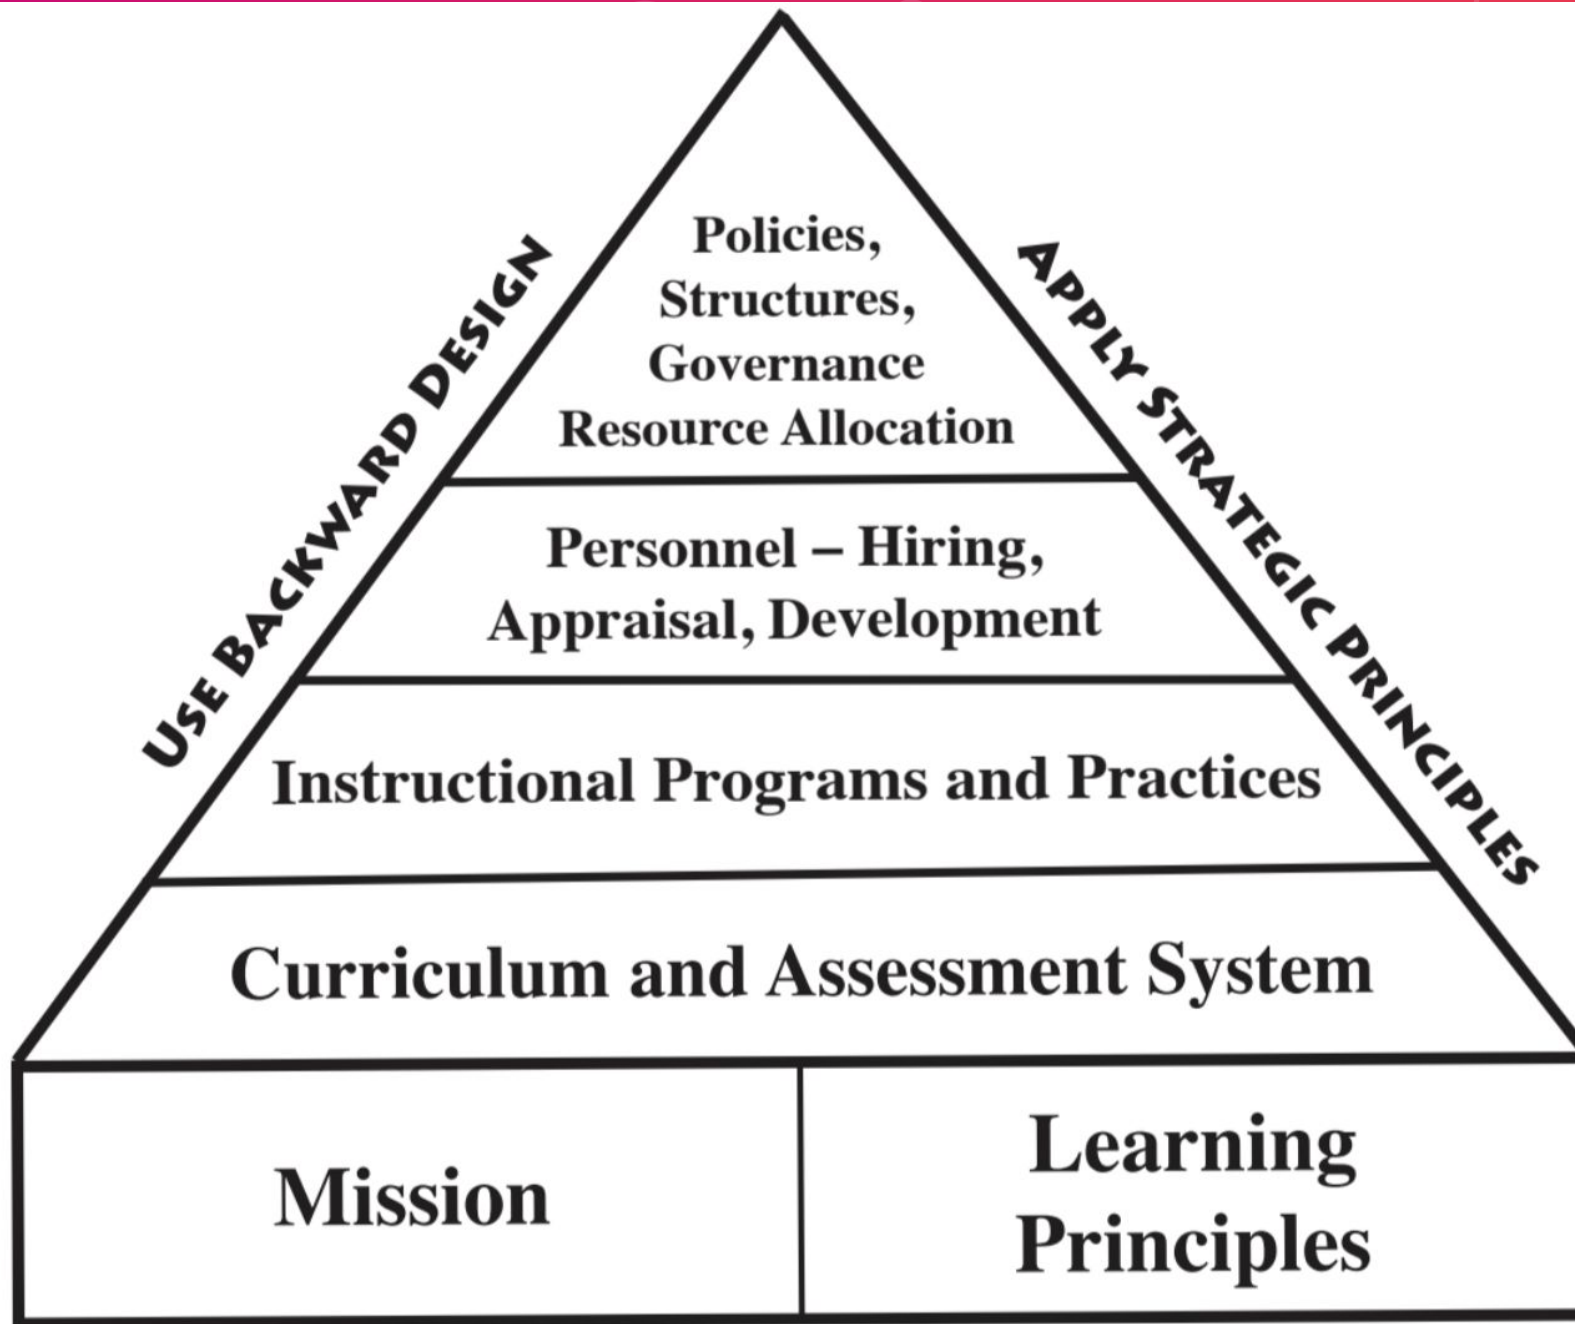 USE BACKWARD DESIGN
APPLY STRATEGIC PRINCIPLES
Policies,
Structures,
Governance
Resource Allocation
Personnel – Hiring,
Appraisal, Development
Instructional Programs and Practices
Curriculum and Assessment System
Mission
Learning
Principles